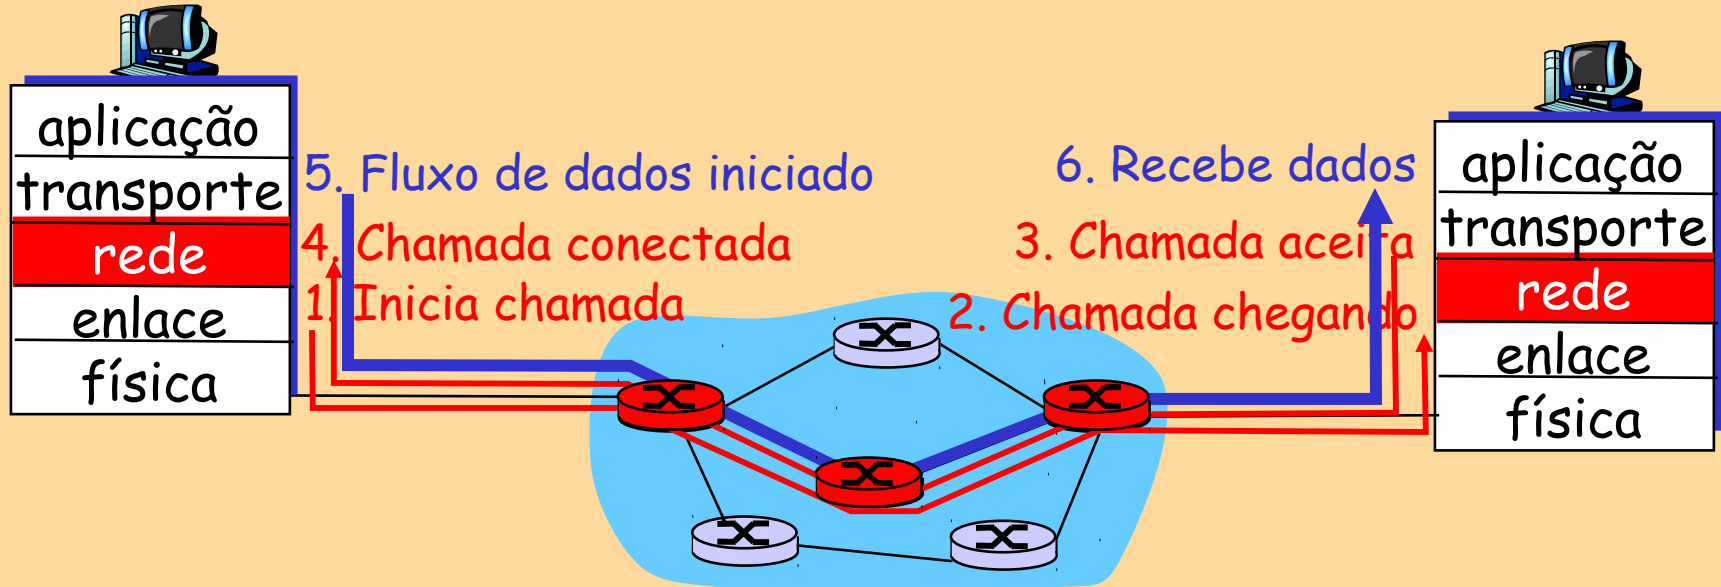 aplicação
transporte
rede
enlace
física
5. Fluxo de dados iniciado
4. Chamada conectada
1. Inicia chamada
6. Recebe dados
3. Chamada aceita
2. Chamada chegando
aplicação
transporte
rede
enlace
física